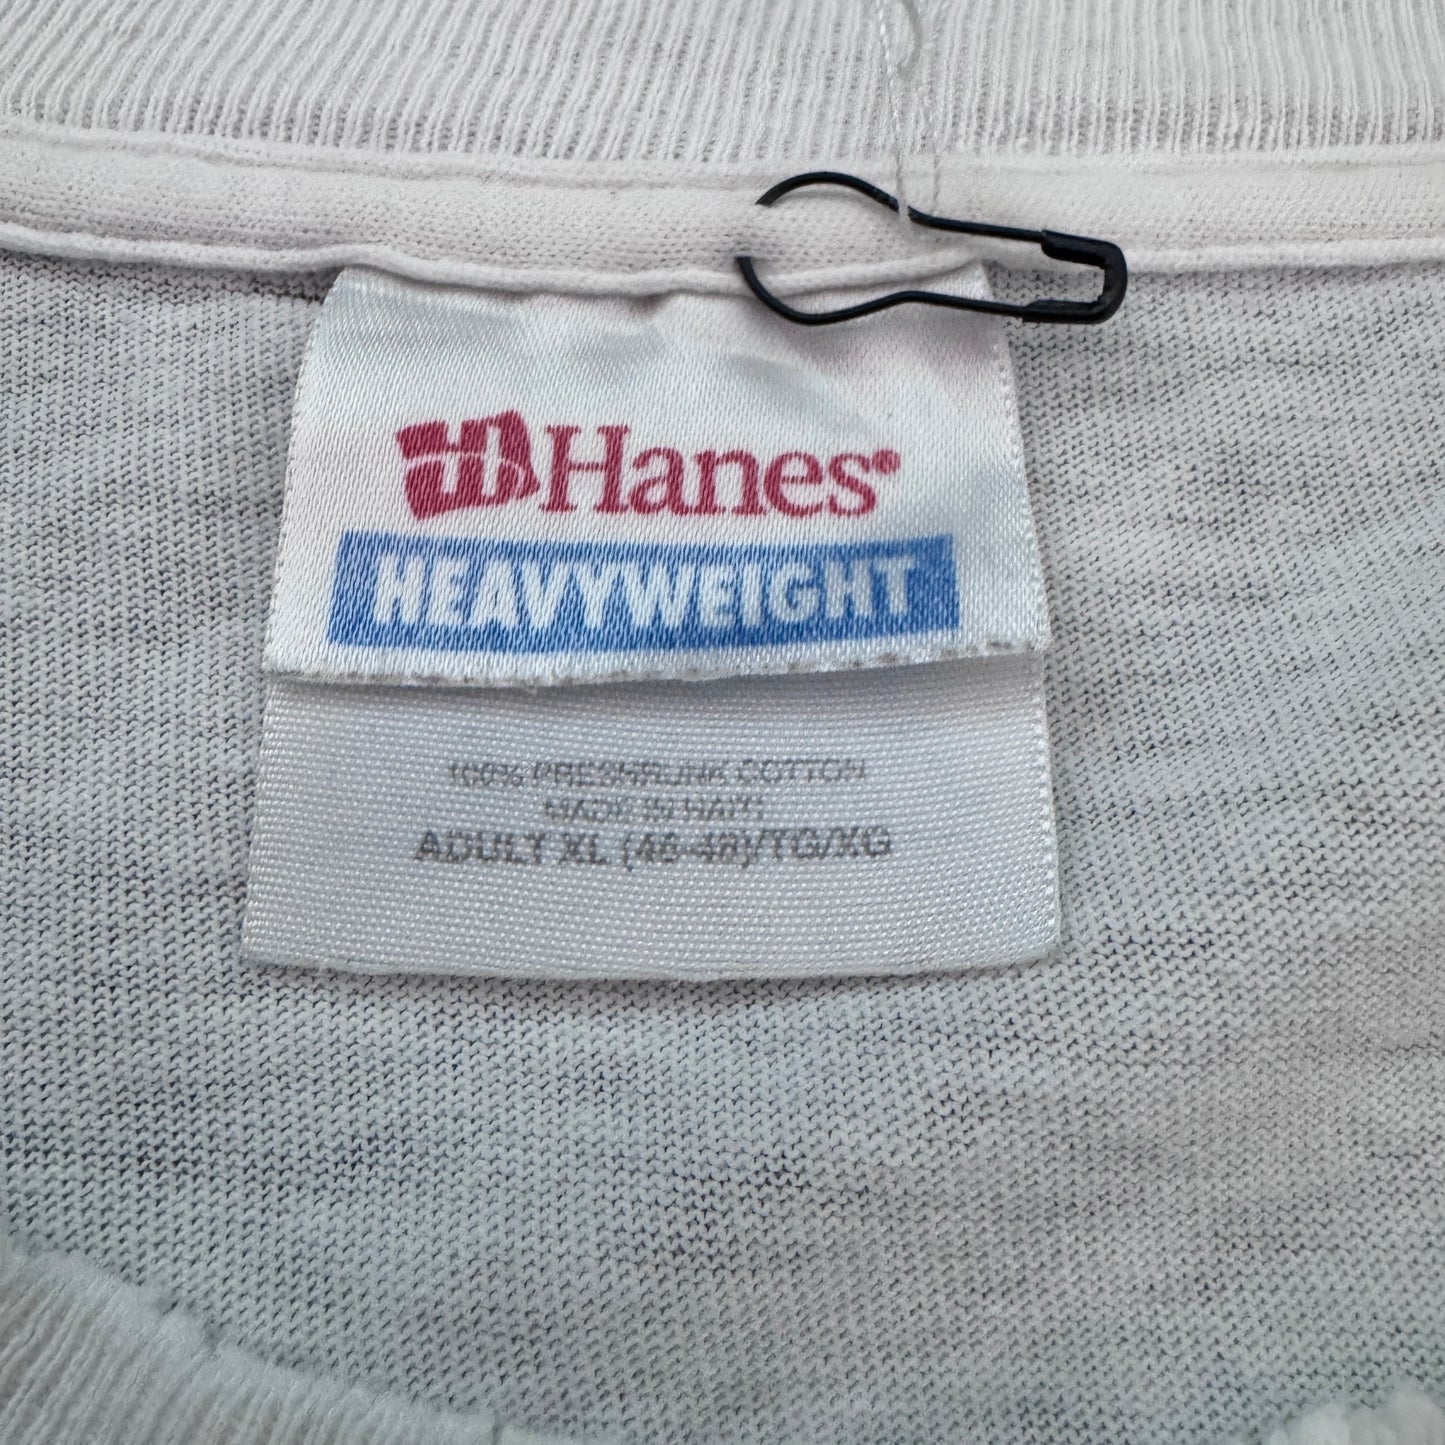 Hanes®
HEAVYWEIGHT
100% PRESHRUNK COTTON
MADE IN HAITI
ADULT XL (46-48)/TG/XG